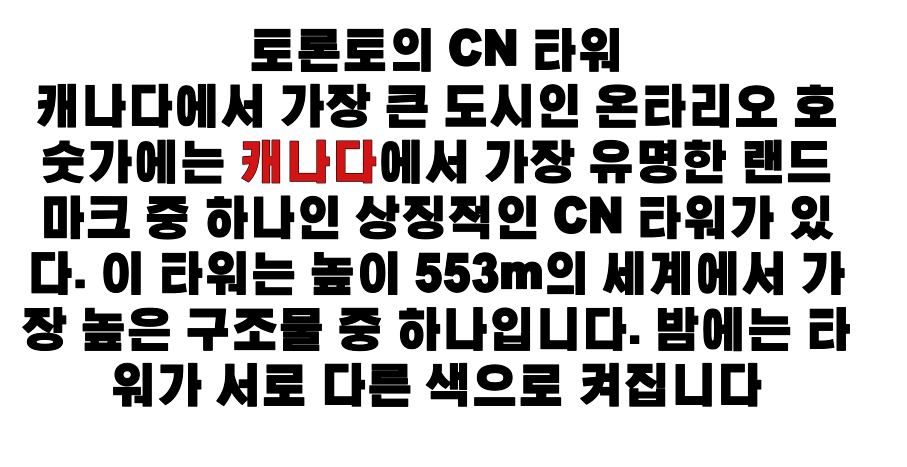 토론토의 CN 타워
캐나다에서 가장 큰 도시인 온타리오 호
숫가에는 캐나다에서 가장 유명한 랜드
마크 중 하나인 상징적인 CN 타워가 있
다. 이 타워는 높이 553m의 세계에서 가
장 높은 구조물 중 하나입니다. 밤에는 타
워가 서로 다른 색으로 켜집니다